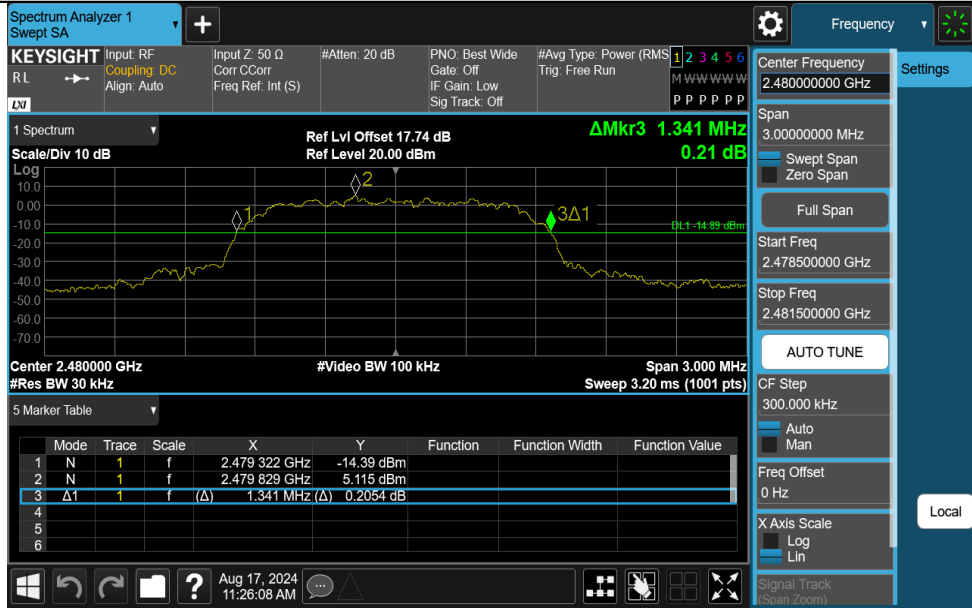 Spectrum Analyzer 1
Swept SA
+
Frequency
KEYSIGHT
RL
LXI
Input: RF
Coupling: DC
Align: Auto
Input Z: 50 Ω
Corr CCorr
Freq Ref: Int (S)
#Atten: 20 dB
PNO: Best Wide
Gate: Off
IF Gain: Low
Sig Track: Off
#Avg Type: Power (RMS
Trig: Free Run
1 2 3 4 5 6
M W W W W W
P P P P P P
1 Spectrum
Scale/Div 10 dB
Ref Lvl Offset 17.74 dB
Ref Level 20.00 dBm
ΔMkr3 1.341 MHz
0.21 dB
Log
10.0
0.00
-10.0
-20.0
-30.0
-40.0
-50.0
-60.0
-70.0
1
2
3Δ1
DL1 -14.89 dBm
Center 2.480000 GHz
#Video BW 100 kHz
Span 3.000 MHz
#Res BW 30 kHz
Sweep 3.20 ms (1001 pts)
5 Marker Table
Mode Trace Scale X Y Function Function Width Function Value
1 N 1 f 2.479 322 GHz -14.39 dBm
2 N 1 f 2.479 829 GHz 5.115 dBm
3 Δ1 1 f (Δ) 1.341 MHz (Δ) 0.2054 dB
4
5
6
?
Aug 17, 2024
11:26:08 AM
Center Frequency
2.480000000 GHz
Span
3.00000000 MHz
Swept Span
Zero Span
Full Span
Start Freq
2.478500000 GHz
Stop Freq
2.481500000 GHz
AUTO TUNE
CF Step
300.000 kHz
Auto
Man
Freq Offset
0 Hz
X Axis Scale
Log
Lin
Signal Track
(Span Zoom)
Settings
Local